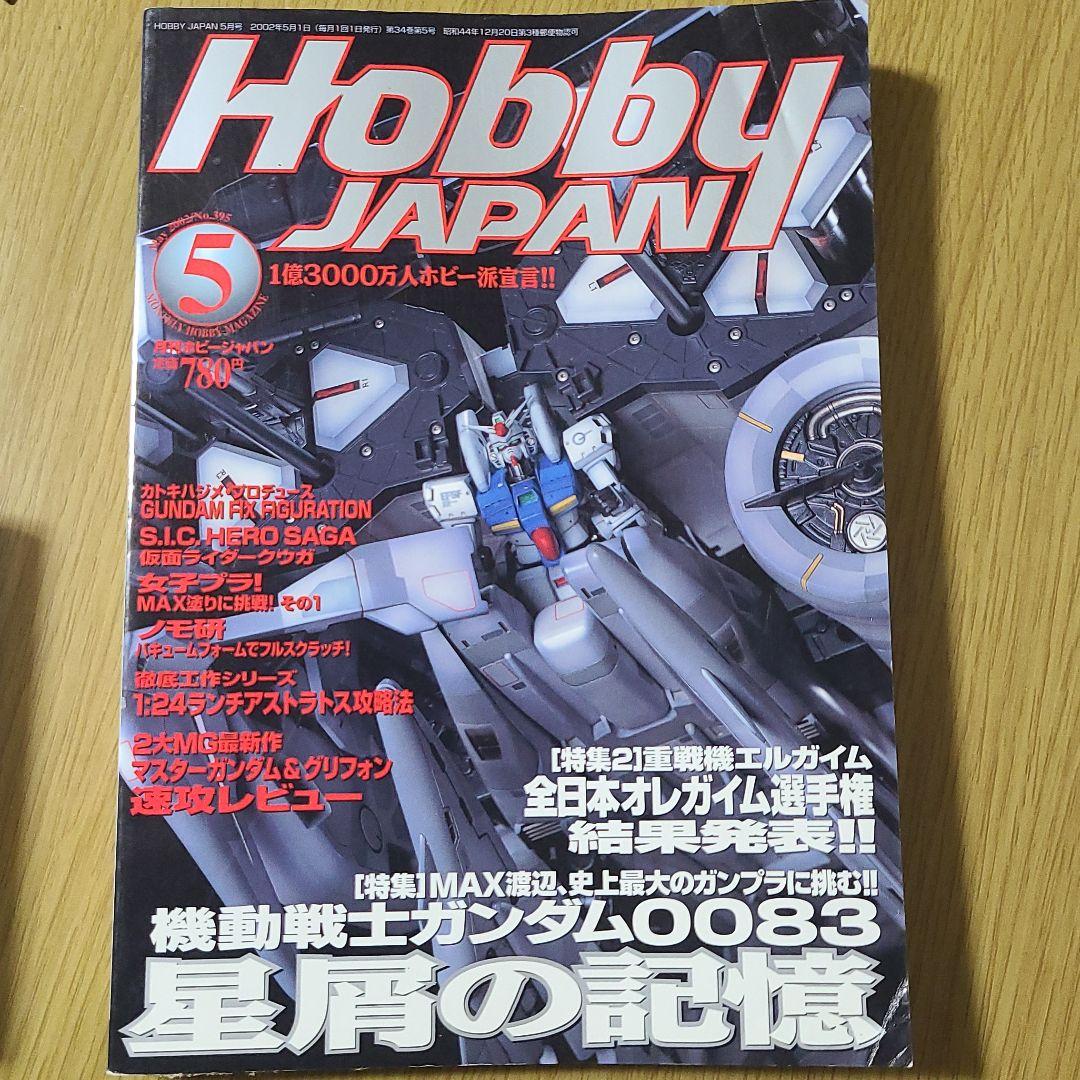 HOBBY JAPAN 5月号　2002年5月1日（毎月1回1日発行）第34巻第5号　昭和44年12月20日第3種郵便物認可
Hobby
JAPAN
May 2002/No.395
5
MONTHLY HOBBY MAGAZINE
1億3000万人ホビー派宣言!!
月刊ホビージャパン
定価780円
カトキハジメ・プロデュース
GUNDAM FIX FIGURATION
S.I.C. HERO SAGA
仮面ライダークウガ
女子プラ!
MAX塗りに挑戦! その1
ノモ研
バキュームフォームでフルスクラッチ!
徹底工作シリーズ
1:24ランチアストラトス攻略法
2大MG最新作
マスターガンダム&グリフォン
速攻レビュー
[特集2]重戦機エルガイム
全日本オレガイム選手権
結果発表!!
[特集]MAX渡辺、史上最大のガンプラに挑む!!
機動戦士ガンダム0083
星屑の記憶